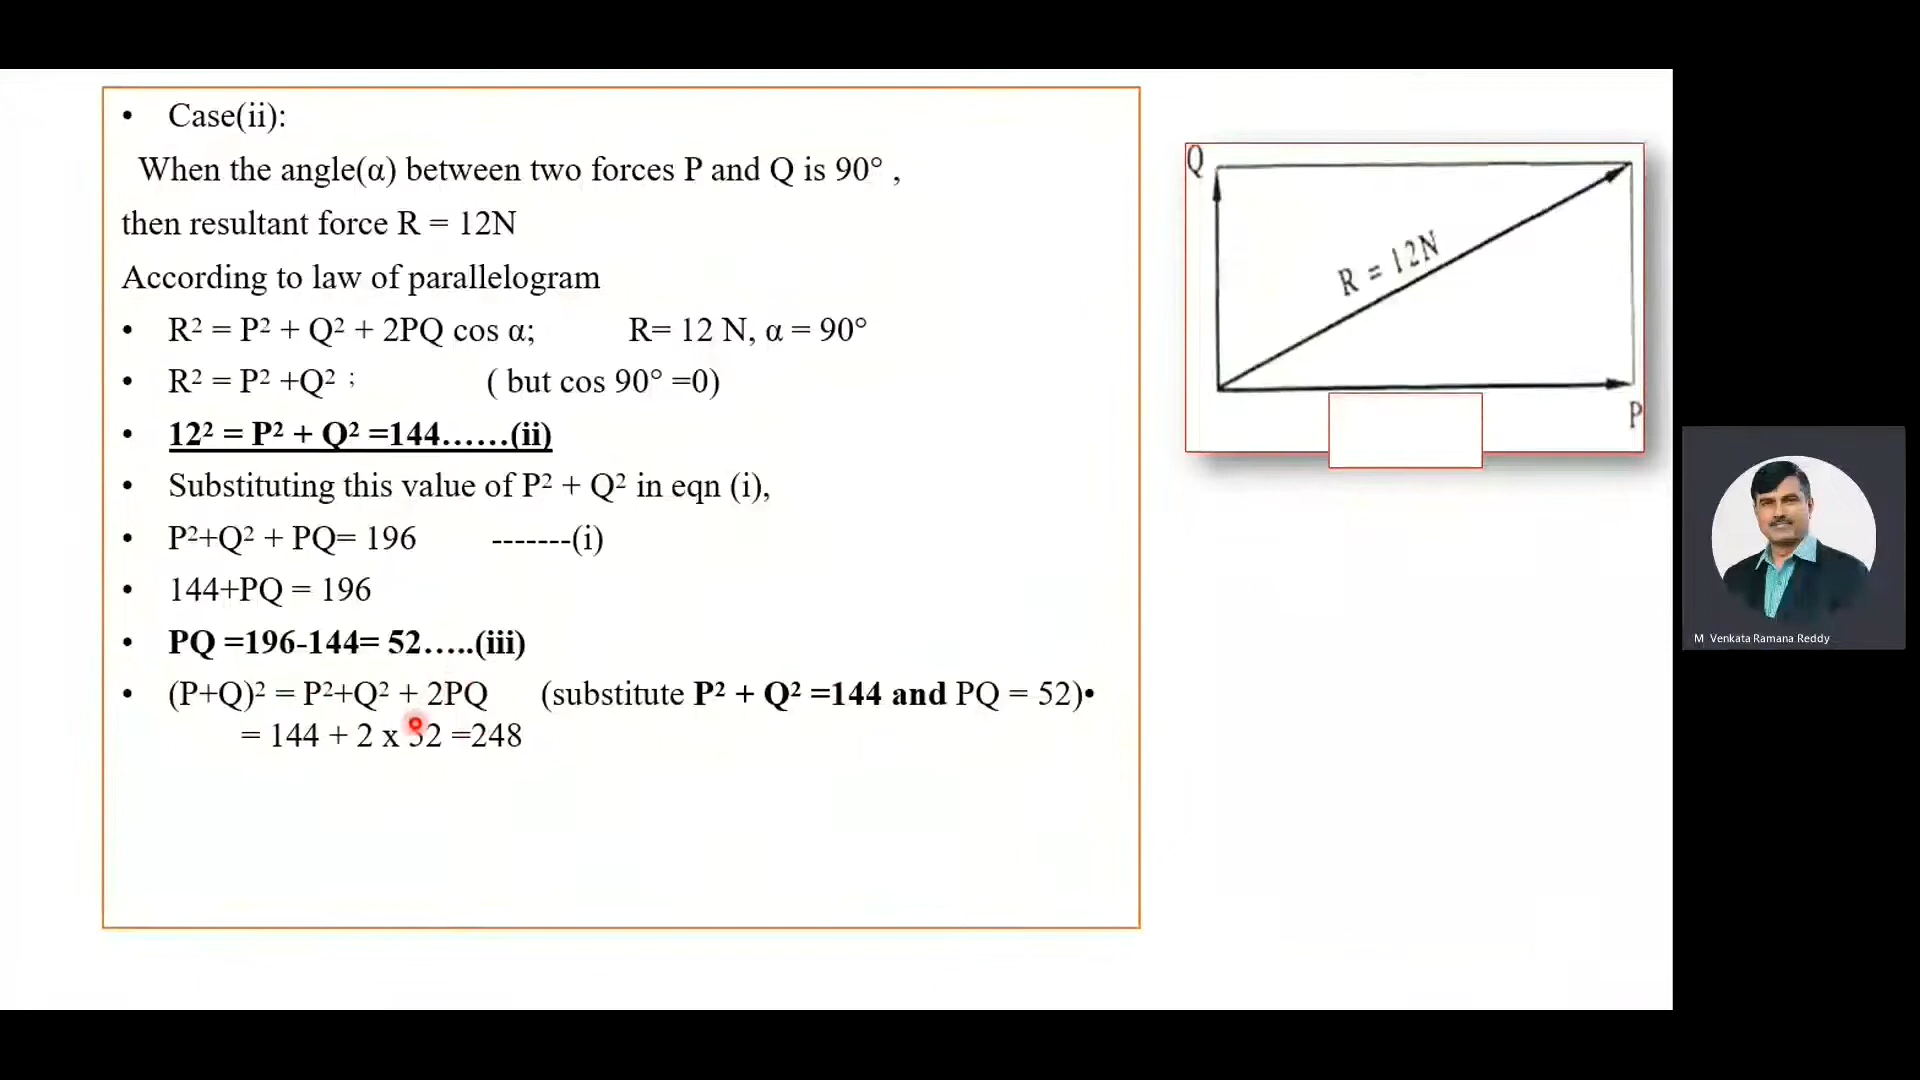 • Case(ii):
When the angle(α) between two forces P and Q is 90° ,
then resultant force R = 12N
According to law of parallelogram
• R² = P² + Q² + 2PQ cos α; R= 12 N, α = 90°
• R² = P² +Q² ; ( but cos 90° =0)
• 12² = P² + Q² =144......(ii)
• Substituting this value of P² + Q² in eqn (i),
• P²+Q² + PQ= 196 -------(i)
• 144+PQ = 196
• PQ =196-144= 52.....(iii)
• (P+Q)² = P²+Q² + 2PQ (substitute P² + Q² =144 and PQ = 52)•
= 144 + 2 x 52 =248
Q
R = 12N
P
M Venkata Ramana Reddy